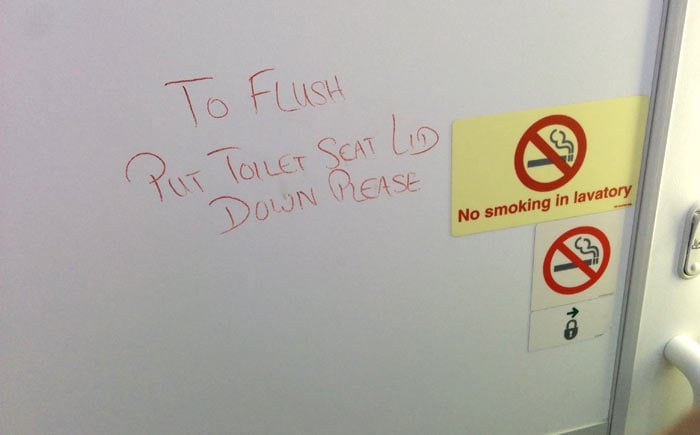 To Flush
Put Toilet Seat Lid
Down Please
No smoking in lavatory